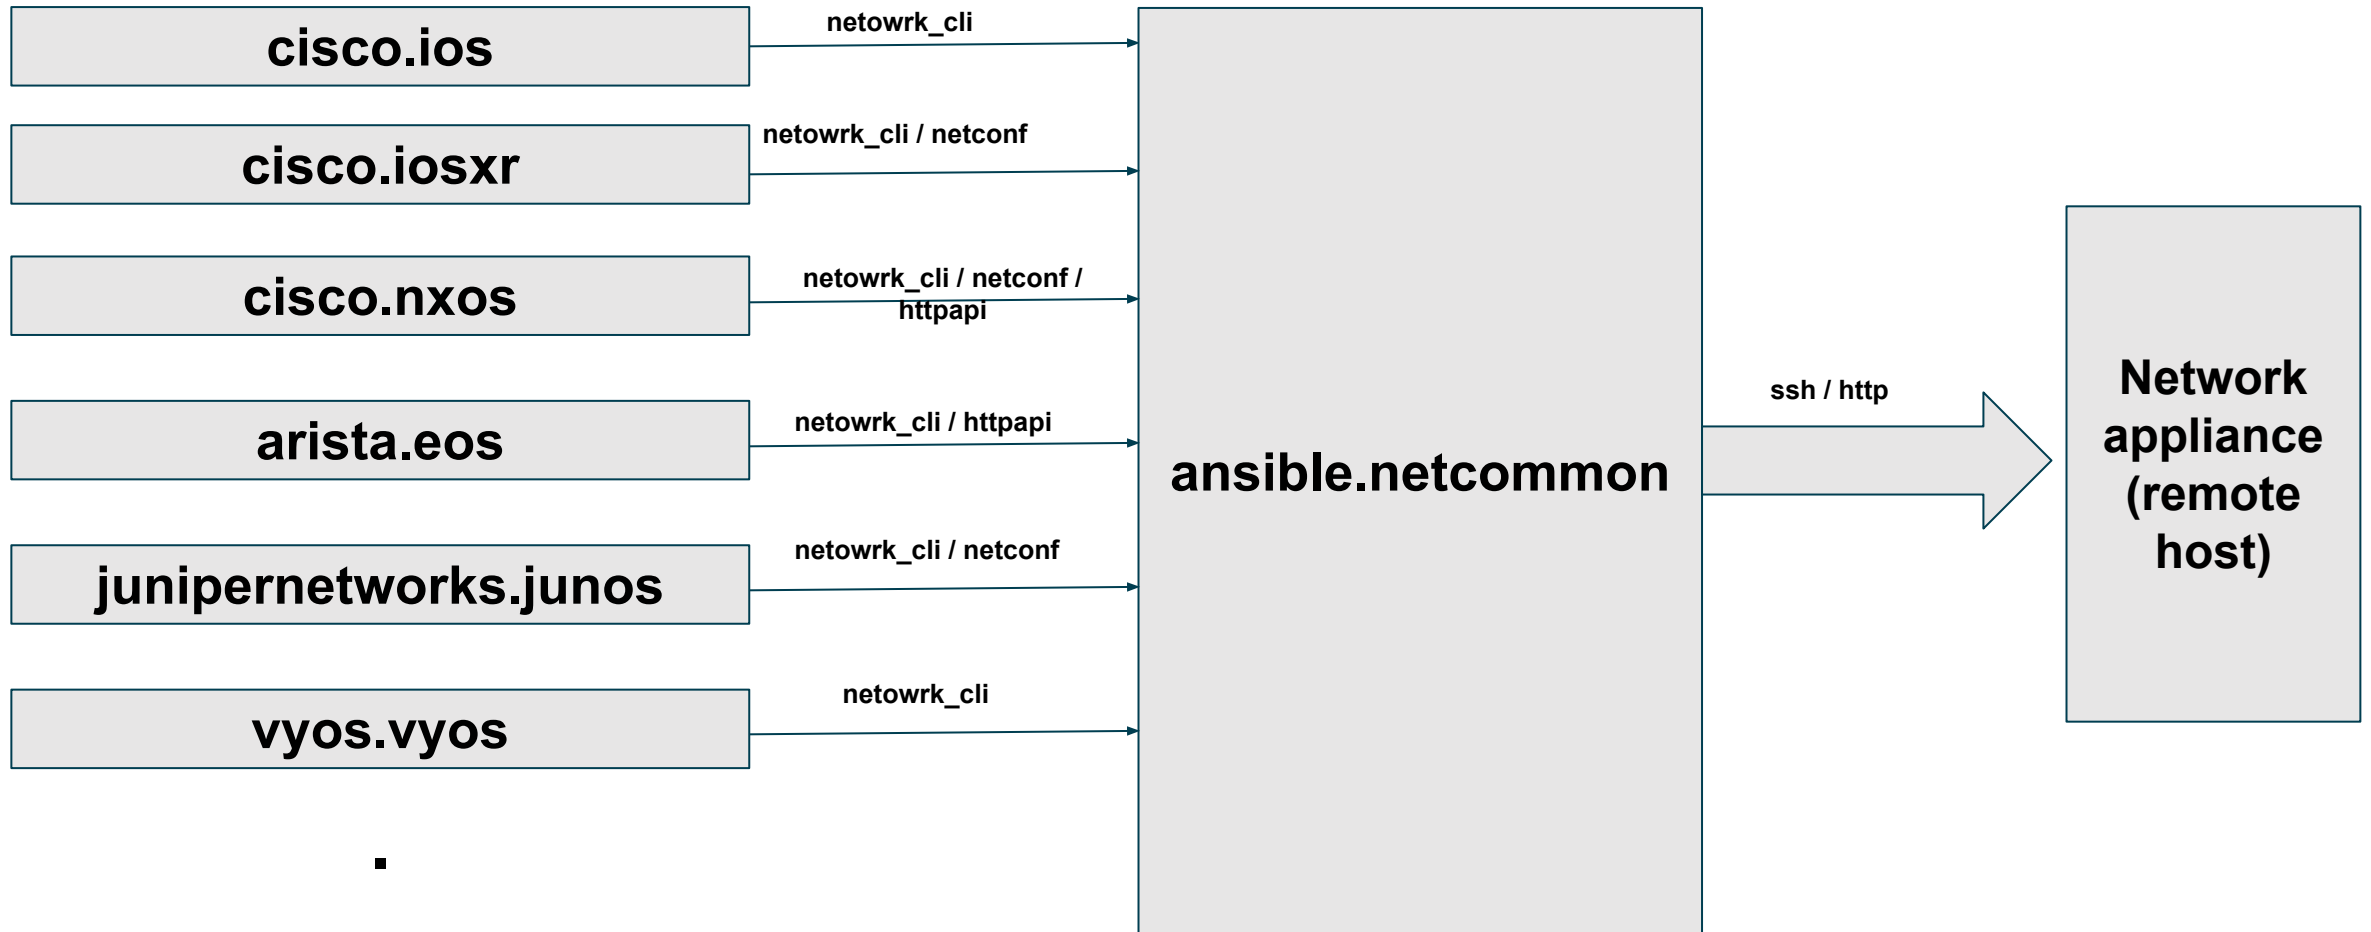 cisco.ios
netowrk_cli
cisco.iosxr
netowrk_cli / netconf
cisco.nxos
netowrk_cli / netconf /
httpapi
arista.eos
netowrk_cli / httpapi
junipernetworks.junos
netowrk_cli / netconf
vyos.vyos
netowrk_cli
.
ansible.netcommon
ssh / http
Network
appliance
(remote
host)